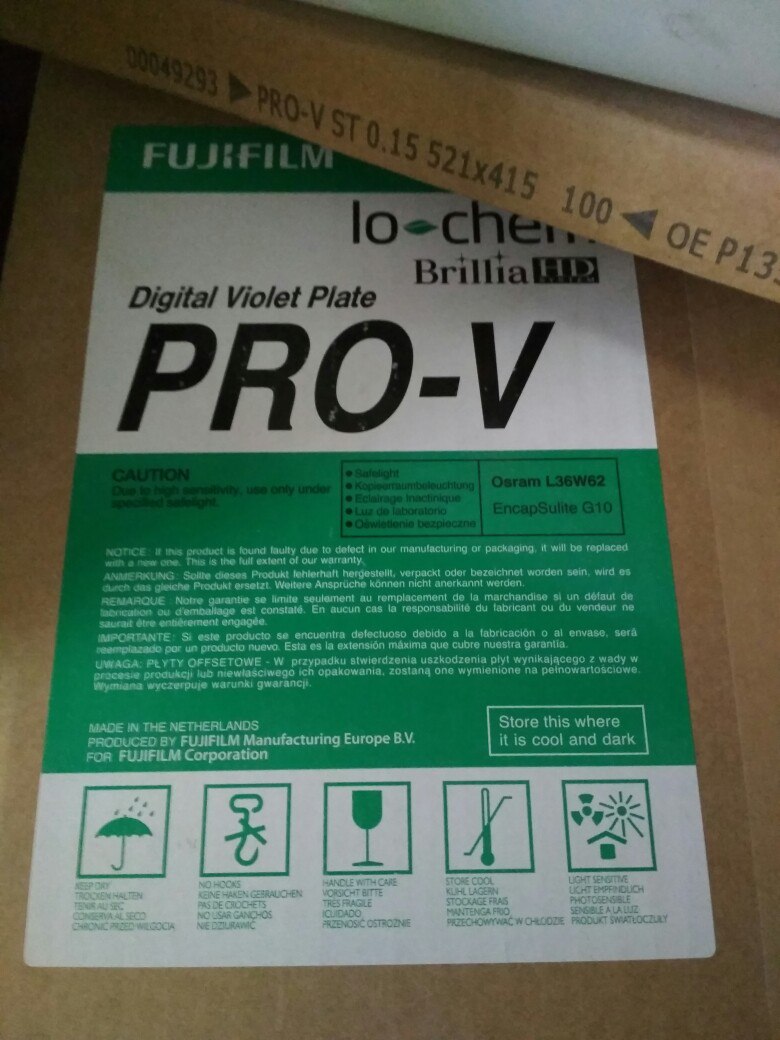 00049293 ▶ PRO-V ST 0.15 521x415 100 ◀ OE
FUJIFILM
lo-chem
Brillia HD
Digital Violet Plate
PRO-V
CAUTION
Due to high sensitivity, use only under
specified safelight.
● Safelight
● Kopierraumbeleuchtung
● Eclairage Inactinique
● Luz de laboratorio
● Oświetlenie bezpieczne
Osram L36W62
EncapSulite G10
NOTICE: If this product is found faulty due to defect in our manufacturing or packaging, it will be replaced
with a new one. This is the full extent of our warranty.
ANMERKUNG: Sollte dieses Produkt fehlerhaft hergestellt, verpackt oder bezeichnet worden sein, wird es
durch das gleiche Produkt ersetzt. Weitere Ansprüche können nicht anerkannt werden.
REMARQUE: Notre garantie se limite seulement au remplacement de la marchandise si un défaut de
fabrication ou d'emballage est constaté. En aucun cas la responsabilité du fabricant ou du vendeur ne
saurait être entièrement engagée.
IMPORTANTE: Si este producto se encuentra defectuoso debido a la fabricación o al envase, será
reemplazado por un producto nuevo. Esta es la extensión máxima que cubre nuestra garantía.
UWAGA: PŁYTY OFFSETOWE - W przypadku stwierdzenia uszkodzenia płyt wynikającego z wady w
procesie produkcji lub niewłaściwego ich opakowania, zostaną one wymienione na pełnowartościowe.
Wymiana wyczerpuje warunki gwarancji.
MADE IN THE NETHERLANDS
PRODUCED BY FUJIFILM Manufacturing Europe B.V.
FOR FUJIFILM Corporation
Store this where
it is cool and dark
KEEP DRY
TROCKEN HALTEN
TENIR AU SEC
CONSERVA AL SECO
CHRONIC PRZED WILGOCIA
NO HOOKS
KEINE HAKEN GEBRAUCHEN
PAS DE CROCHETS
NO USAR GANCHOS
NIE DZIURAWIĆ
HANDLE WITH CARE
VORSICHT BITTE
TRES FRAGILE
¡CUIDADO
PRZENOSIĆ OSTROŻNIE
STORE COOL
KUHL LAGERN
STOCKAGE FRAIS
MANTENGA FRIO
PRZECHOWYWAĆ W CHŁODZIE
LIGHT SENSITIVE
LICHT EMPFINDLICH
PHOTOSENSIBLE
SENSIBLE A LA LUZ
PRODUKT ŚWIATŁOCZUŁY